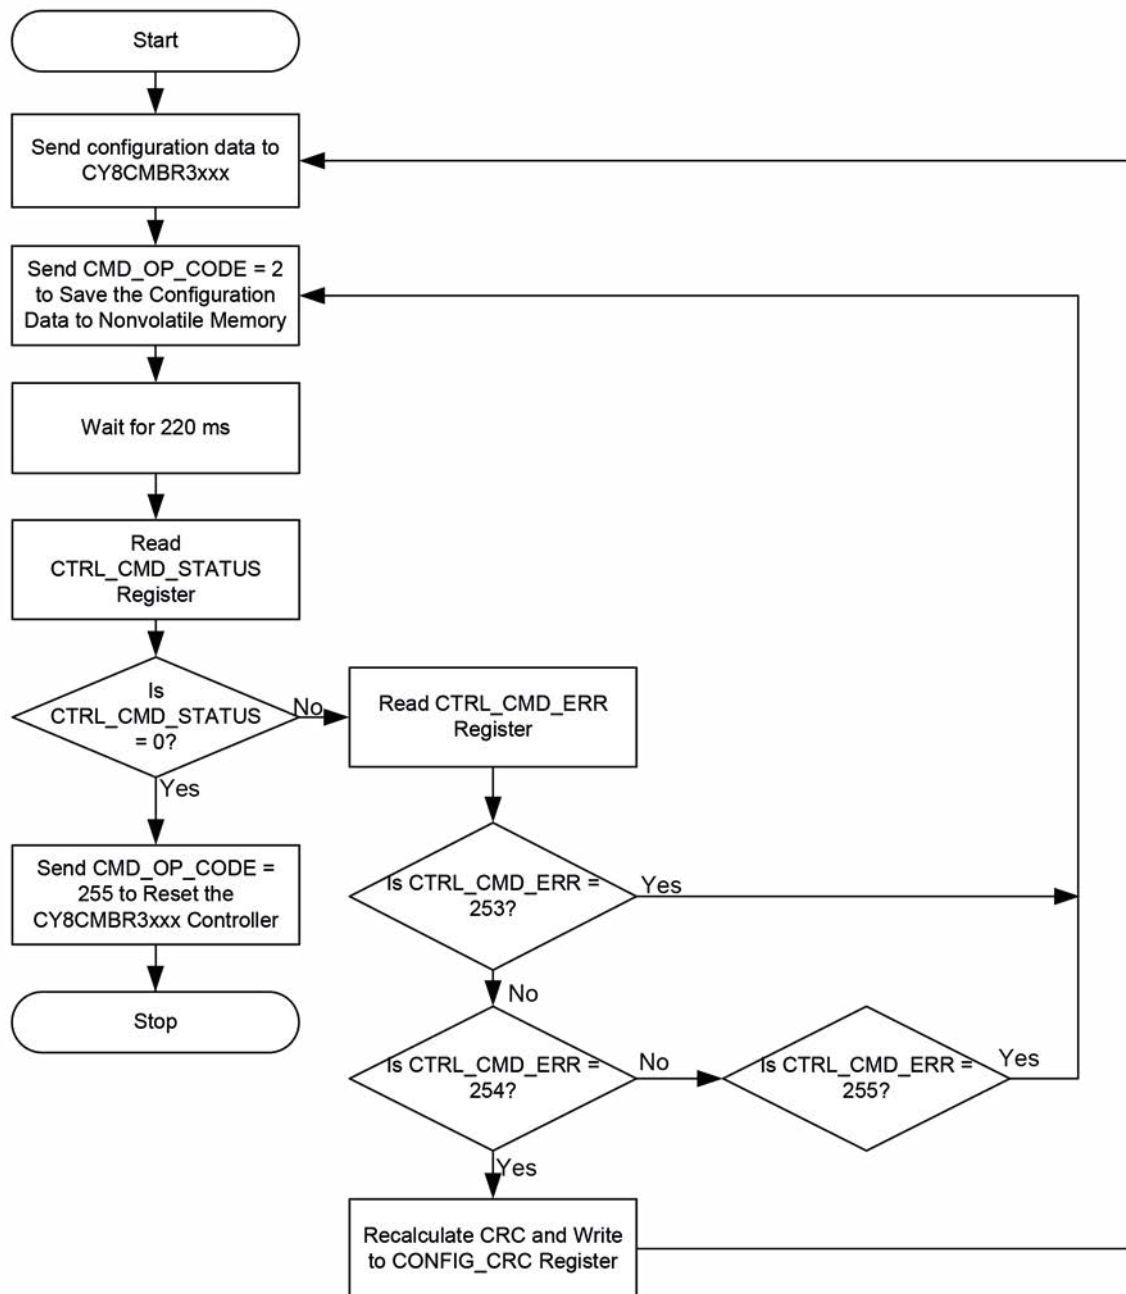 Start
Send configuration data to
CY8CMBR3xxx
Send CMD_OP_CODE = 2
to Save the Configuration
Data to Nonvolatile Memory
Wait for 220 ms
Read
CTRL_CMD_STATUS
Register
Is
CTRL_CMD_STATUS
= 0?
No
Read CTRL_CMD_ERR
Register
Yes
Send CMD_OP_CODE =
255 to Reset the
CY8CMBR3xxx Controller
Stop
Is CTRL_CMD_ERR =
253?
Yes
No
Is CTRL_CMD_ERR =
254?
No
Is CTRL_CMD_ERR =
255?
Yes
Yes
Recalculate CRC and Write
to CONFIG_CRC Register